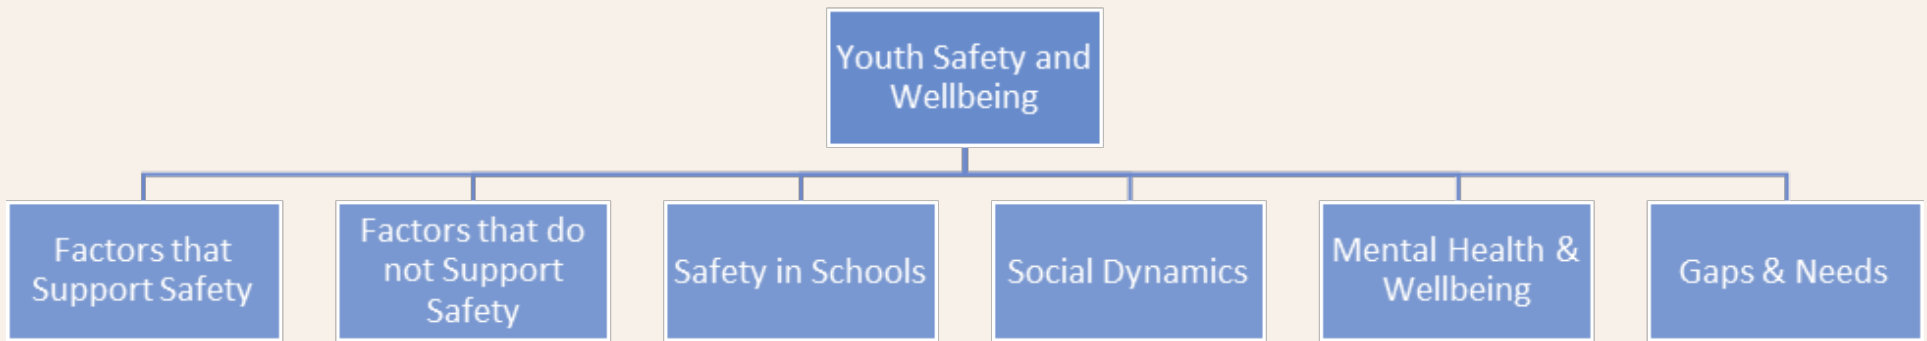 Youth Safety and
Wellbeing
Factors that
Support Safety
Factors that do
not Support
Safety
Safety in Schools
Social Dynamics
Mental Health &
Wellbeing
Gaps & Needs